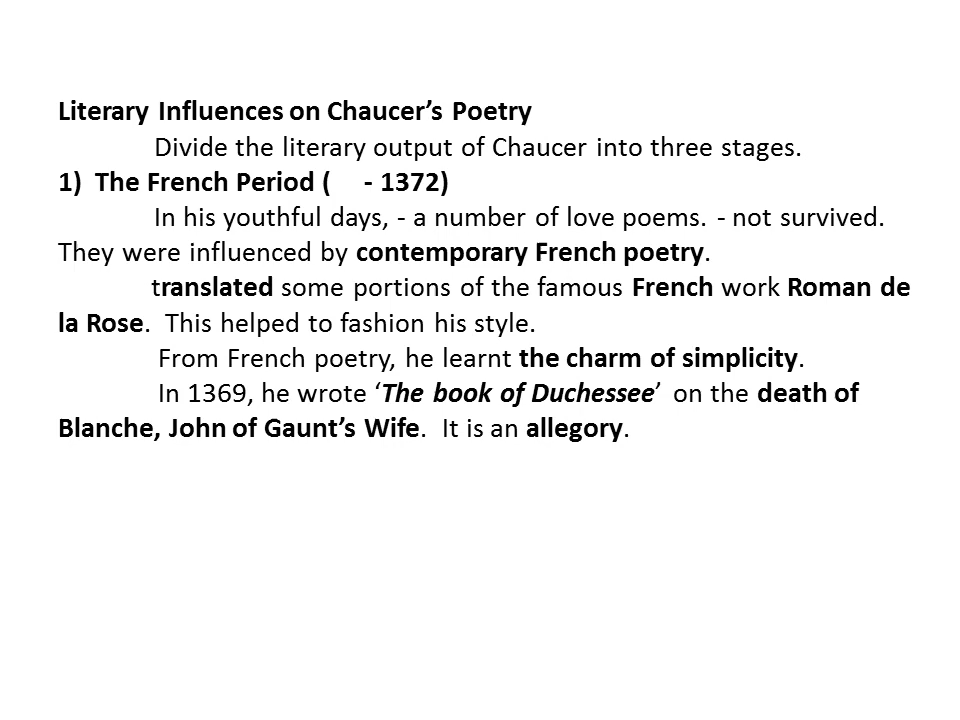 Literary Influences on Chaucer’s Poetry
Divide the literary output of Chaucer into three stages.
1) The French Period ( - 1372)
In his youthful days, - a number of love poems. - not survived.
They were influenced by contemporary French poetry.
translated some portions of the famous French work Roman de
la Rose. This helped to fashion his style.
From French poetry, he learnt the charm of simplicity.
In 1369, he wrote ‘The book of Duchessee’ on the death of
Blanche, John of Gaunt’s Wife. It is an allegory.